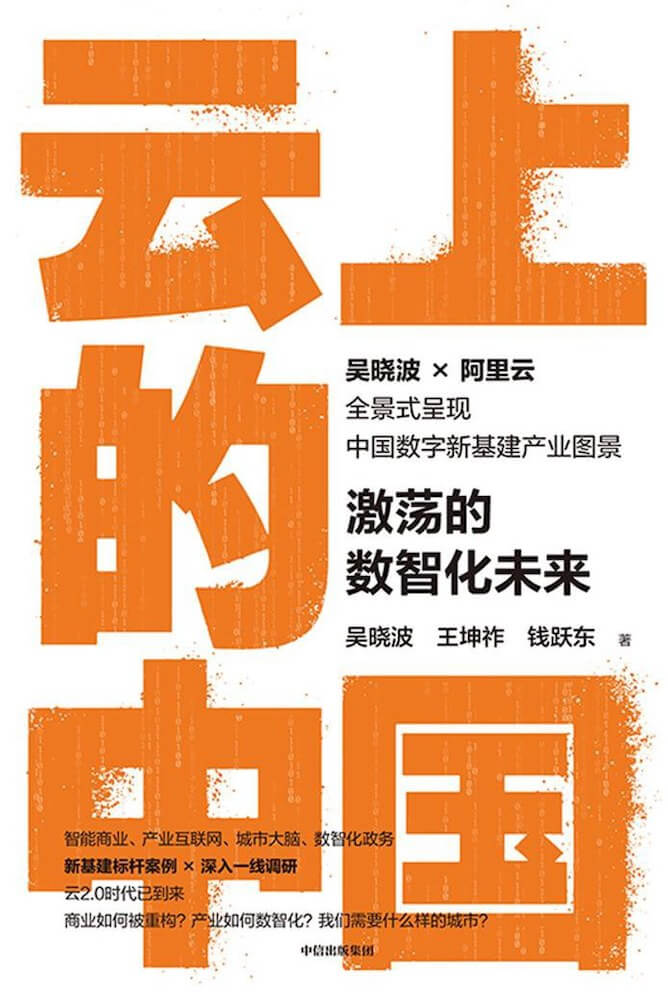 云上
的
中国
吴晓波 × 阿里云
全景式呈现
中国数字新基建产业图景
激荡的
数智化未来
吴晓波 王坤祚 钱跃东 著
智能商业、产业互联网、城市大脑、数智化政务
新基建标杆案例 × 深入一线调研
云2.0时代已到来
商业如何被重构？产业如何数智化？我们需要什么样的城市？
中信出版集团